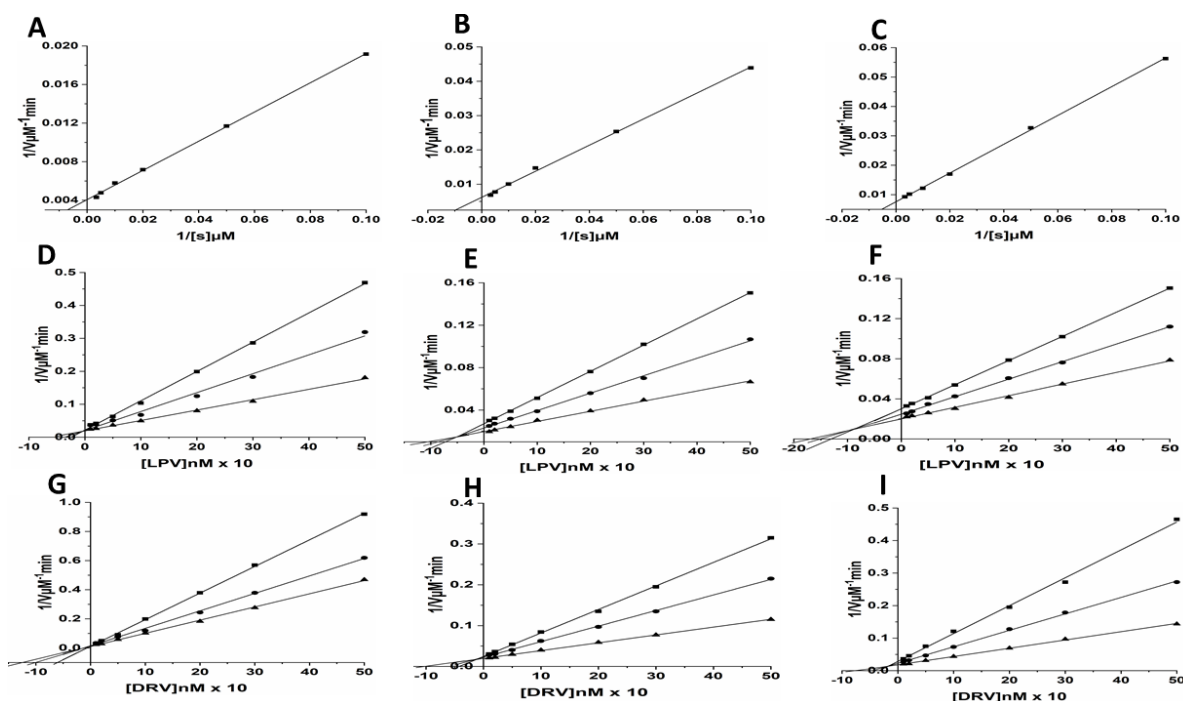 A
0.020
0.016
0.012
0.008
0.004
1/VµM⁻¹min
0.00 0.02 0.04 0.06 0.08 0.10
1/[s]µM
B
0.05
0.04
0.03
0.02
0.01
1/VµM⁻¹min
-0.02 0.00 0.02 0.04 0.06 0.08 0.10
1/[s]µM
C
0.06
0.05
0.04
0.03
0.02
0.01
1/VµM⁻¹min
-0.02 0.00 0.02 0.04 0.06 0.08 0.10
1/[s]µM
D
0.5
0.4
0.3
0.2
0.1
0.0
1/VµM⁻¹min
-10 0 10 20 30 40 50
[LPV]nM x 10
E
0.16
0.12
0.08
0.04
1/VµM⁻¹min
-10 0 10 20 30 40 50
[LPV]nM x 10
F
0.16
0.12
0.08
0.04
0.00
1/VµM⁻¹min
-20 -10 0 10 20 30 40 50
[LPV]nM x 10
G
1.0
0.8
0.6
0.4
0.2
0.0
1/VµM⁻¹min
-10 0 10 20 30 40 50
[DRV]nM x 10
H
0.4
0.3
0.2
0.1
0.0
1/VµM⁻¹min
-10 0 10 20 30 40 50
[DRV]nM x 10
I
0.5
0.4
0.3
0.2
0.1
0.0
1/VµM⁻¹min
-10 0 10 20 30 40 50
[DRV]nM x 10